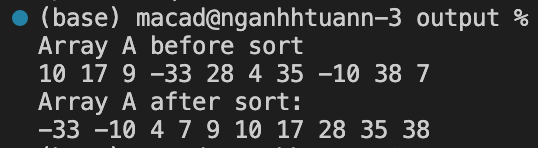 (base) macad@nganhhtuann-3 output %
Array A before sort
10 17 9 -33 28 4 35 -10 38 7
Array A after sort:
-33 -10 4 7 9 10 17 28 35 38